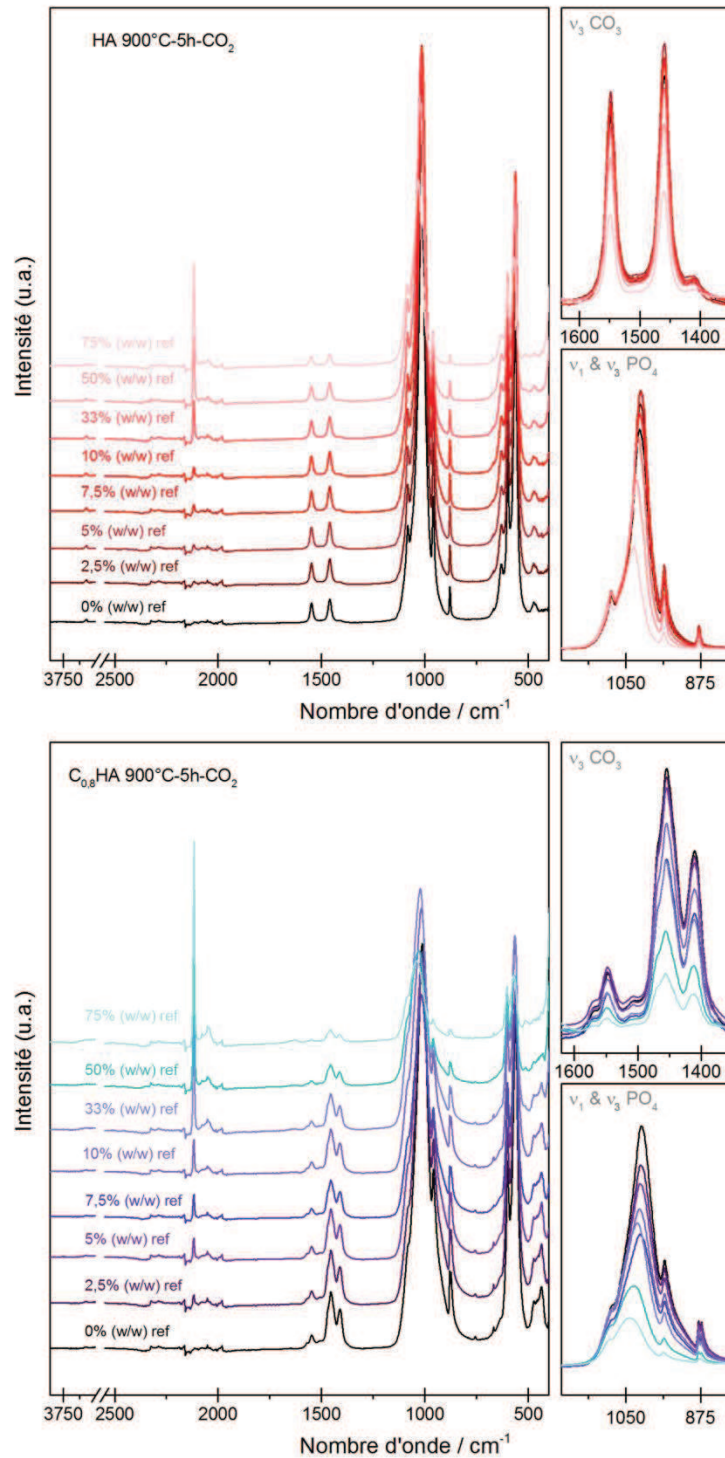 HA 900°C-5h-CO₂
Intensité (u.a.)
75% (w/w) ref
50% (w/w) ref
33% (w/w) ref
10% (w/w) ref
7,5% (w/w) ref
5% (w/w) ref
2,5% (w/w) ref
0% (w/w) ref
3750 2500 2000 1500 1000 500
Nombre d'onde / cm⁻¹
ν₃ CO₃
1600 1500 1400
ν₁ & ν₃ PO₄
1050 875
C₀,₈HA 900°C-5h-CO₂
Intensité (u.a.)
75% (w/w) ref
50% (w/w) ref
33% (w/w) ref
10% (w/w) ref
7,5% (w/w) ref
5% (w/w) ref
2,5% (w/w) ref
0% (w/w) ref
3750 2500 2000 1500 1000 500
Nombre d'onde / cm⁻¹
ν₃ CO₃
1600 1500 1400
ν₁ & ν₃ PO₄
1050 875